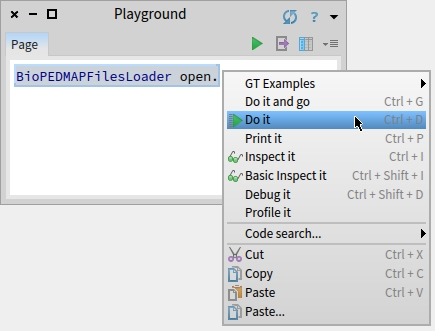 Playground
Page
BioPEDMAPFilesLoader open.
GT Examples
Do it and go Ctrl + G
Do it Ctrl + D
Print it Ctrl + P
Inspect it Ctrl + I
Basic Inspect it Ctrl + Shift + I
Debug it Ctrl + Shift + D
Profile it
Code search...
Cut Ctrl + X
Copy Ctrl + C
Paste Ctrl + V
Paste...